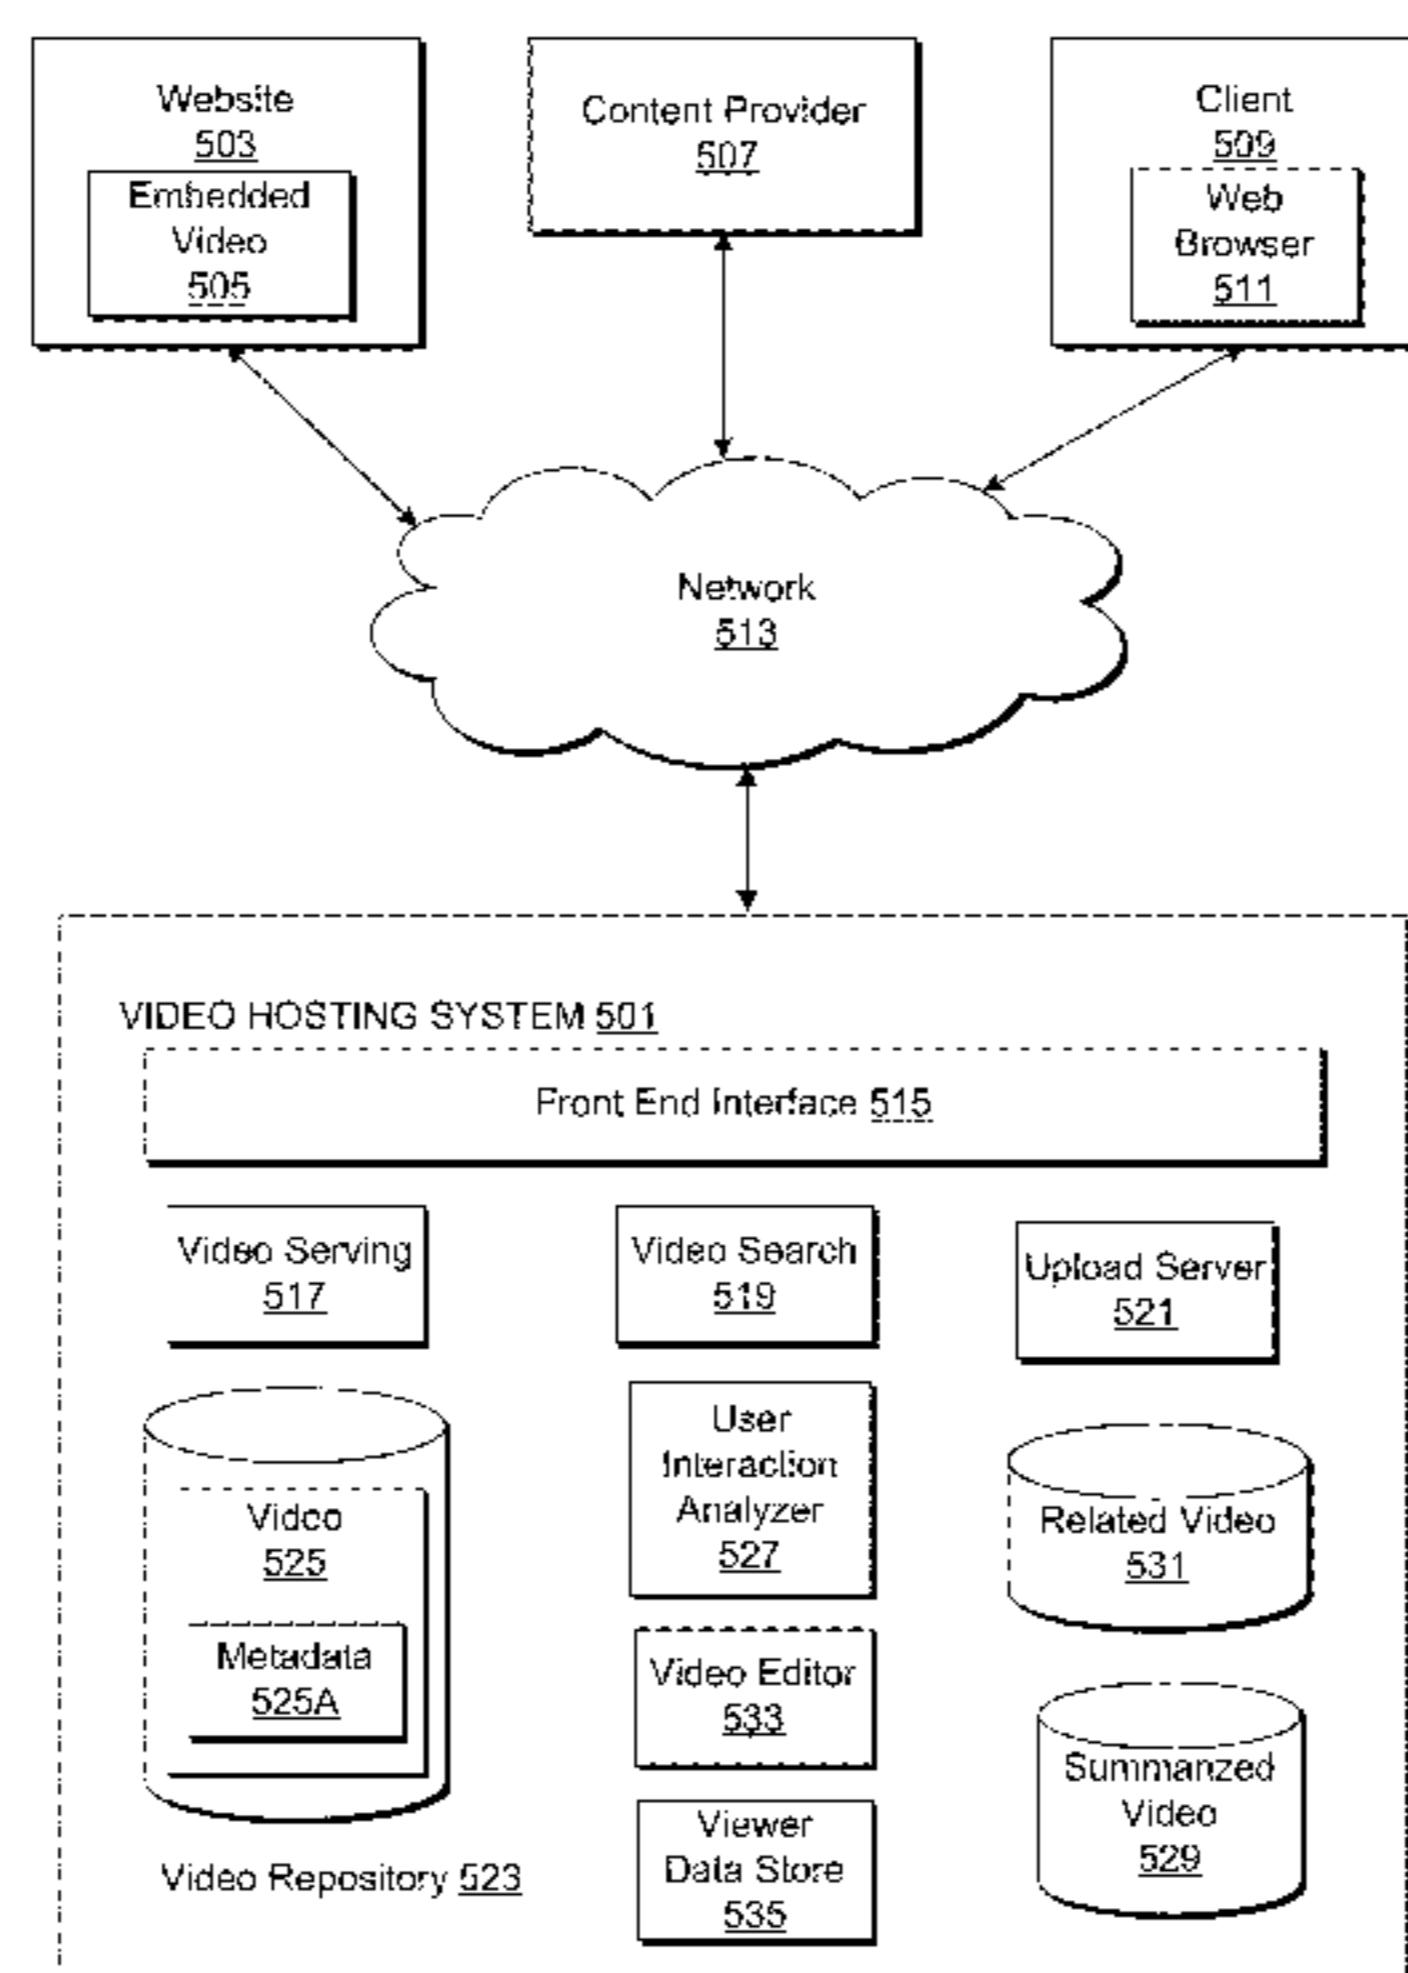 Website
503
Embedded
Video
505
Content Provider
507
Client
509
Web
Browser
511
Network
513
VIDEO HOSTING SYSTEM 501
Front End Interface 515
Video Serving
517
Video Search
519
Upload Server
521
Video
525
Metadata
525A
Video Repository 523
User
Interaction
Analyzer
527
Video Editor
533
Viewer
Data Store
535
Related Video
531
Summarized
Video
529